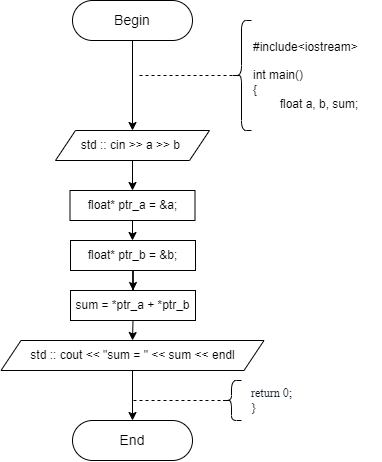 Begin
#include<iostream>
int main()
{
float a, b, sum;
std :: cin >> a >> b
float* ptr_a = &a;
float* ptr_b = &b;
sum = *ptr_a + *ptr_b
std :: cout << "sum = " << sum << endl
return 0;
}
End